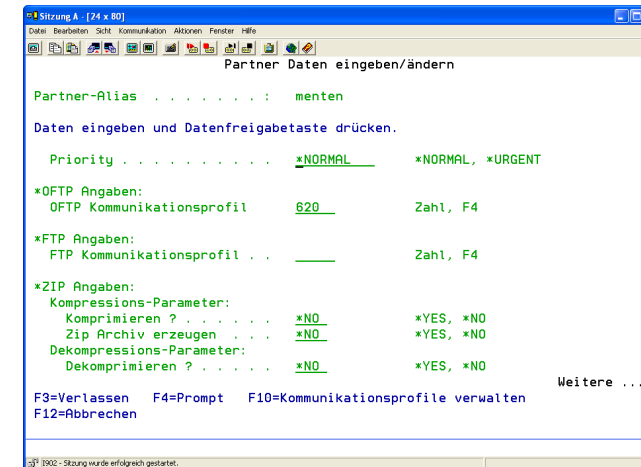 Sitzung A - [24 x 80]
Datei Bearbeiten Sicht Kommunikation Aktionen Fenster Hilfe
Partner Daten eingeben/ändern
Partner-Alias . . . . . . . : menten
Daten eingeben und Datenfreigabetaste drücken.
Priority . . . . . . . . . . *NORMAL *NORMAL, *URGENT
*OFTP Angaben:
OFTP Kommunikationsprofil 620 Zahl, F4
*FTP Angaben:
FTP Kommunikationsprofil . . Zahl, F4
*ZIP Angaben:
Kompressions-Parameter:
Komprimieren ? . . . . . . *NO *YES, *NO
Zip Archiv erzeugen . . . *NO *YES, *NO
Dekompressions-Parameter:
Dekomprimieren ? . . . . . *NO *YES, *NO
Weitere ...
F3=Verlassen F4=Prompt F10=Kommunikationsprofile verwalten
F12=Abbrechen
I902 - Sitzung wurde erfolgreich gestartet.